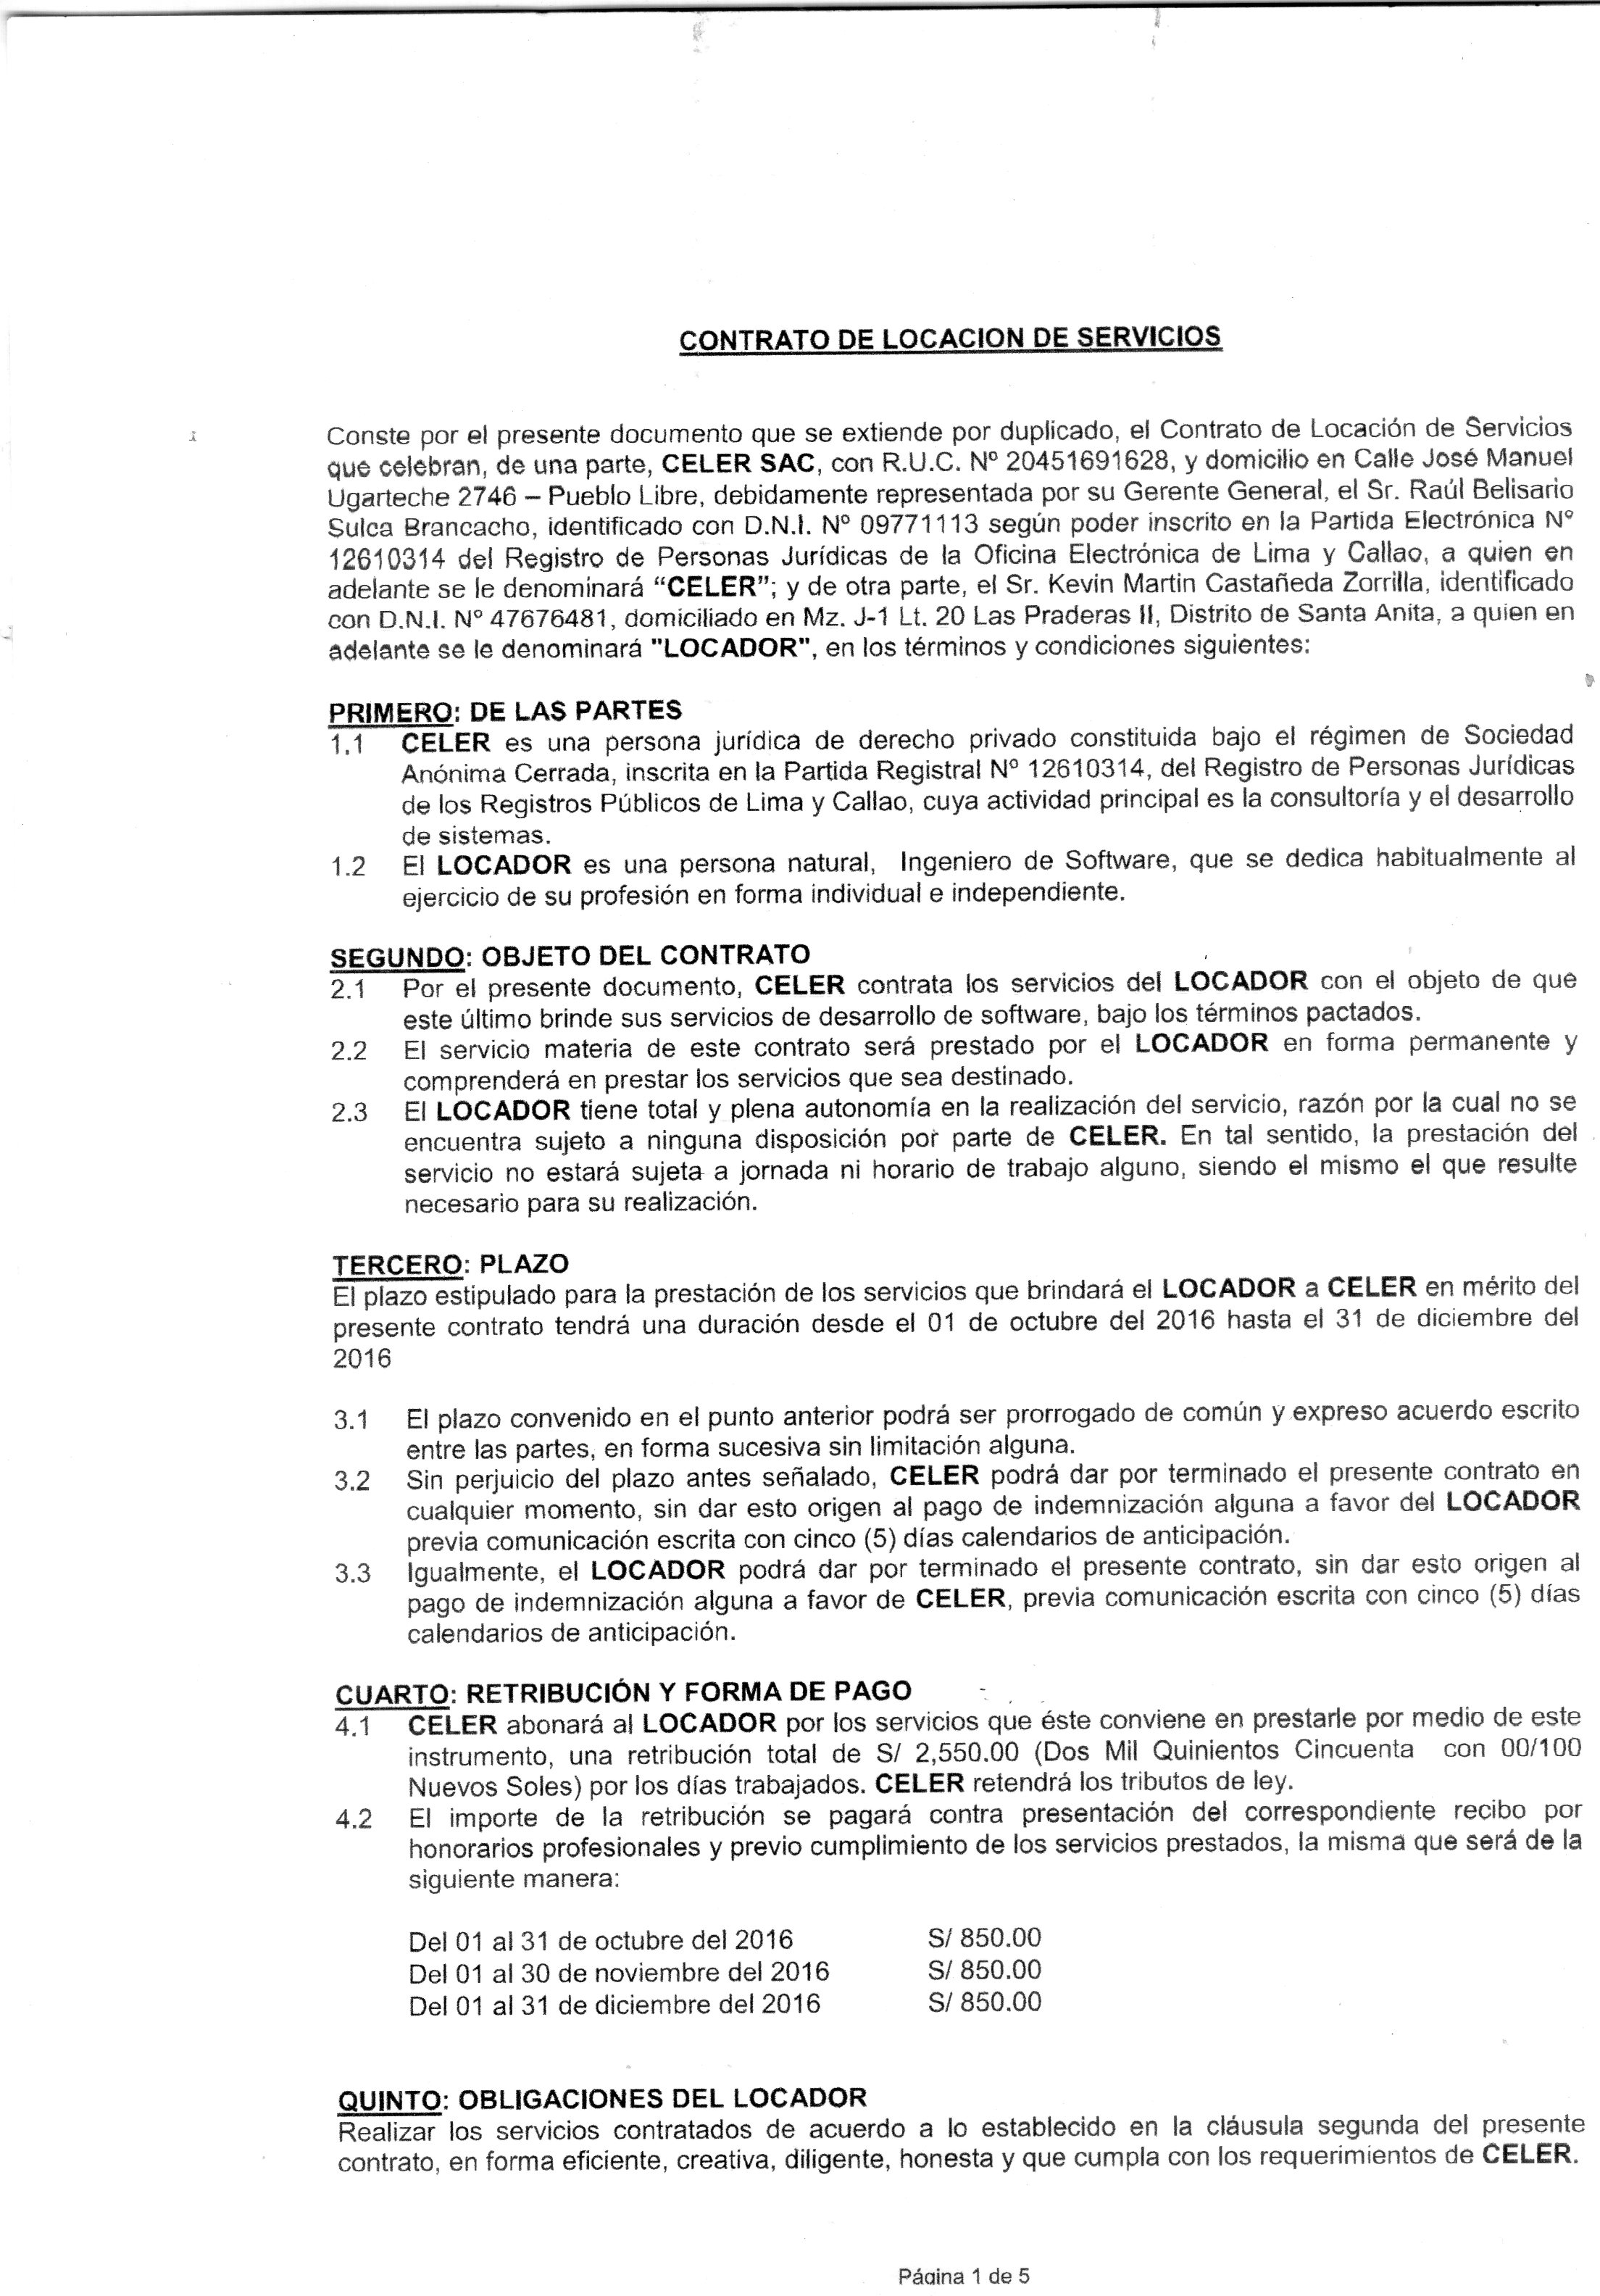 CONTRATO DE LOCACION DE SERVICIOS
Conste por el presente documento que se extiende por duplicado, el Contrato de Locación de Servicios
que celebran, de una parte, CELER SAC, con R.U.C. Nº 20451691628, y domicilio en Calle José Manuel
Ugarteche 2746 – Pueblo Libre, debidamente representada por su Gerente General, el Sr. Raúl Belisario
Sulca Brancacho, identificado con D.N.I. Nº 09771113 según poder inscrito en la Partida Electrónica Nº
12610314 del Registro de Personas Jurídicas de la Oficina Electrónica de Lima y Callao, a quien en
adelante se le denominará “CELER”; y de otra parte, el Sr. Kevin Martin Castañeda Zorrilla, identificado
con D.N.I. Nº 47676481, domiciliado en Mz. J-1 Lt. 20 Las Praderas II, Distrito de Santa Anita, a quien en
adelante se le denominará "LOCADOR", en los términos y condiciones siguientes:
PRIMERO: DE LAS PARTES
1.1 CELER es una persona jurídica de derecho privado constituida bajo el régimen de Sociedad
Anónima Cerrada, inscrita en la Partida Registral Nº 12610314, del Registro de Personas Jurídicas
de los Registros Públicos de Lima y Callao, cuya actividad principal es la consultoría y el desarrollo
de sistemas.
1.2 El LOCADOR es una persona natural, Ingeniero de Software, que se dedica habitualmente al
ejercicio de su profesión en forma individual e independiente.
SEGUNDO: OBJETO DEL CONTRATO
2.1 Por el presente documento, CELER contrata los servicios del LOCADOR con el objeto de que
este último brinde sus servicios de desarrollo de software, bajo los términos pactados.
2.2 El servicio materia de este contrato será prestado por el LOCADOR en forma permanente y
comprenderá en prestar los servicios que sea destinado.
2.3 El LOCADOR tiene total y plena autonomía en la realización del servicio, razón por la cual no se
encuentra sujeto a ninguna disposición por parte de CELER. En tal sentido, la prestación del
servicio no estará sujeta a jornada ni horario de trabajo alguno, siendo el mismo el que resulte
necesario para su realización.
TERCERO: PLAZO
El plazo estipulado para la prestación de los servicios que brindará el LOCADOR a CELER en mérito del
presente contrato tendrá una duración desde el 01 de octubre del 2016 hasta el 31 de diciembre del
2016
3.1 El plazo convenido en el punto anterior podrá ser prorrogado de común y expreso acuerdo escrito
entre las partes, en forma sucesiva sin limitación alguna.
3.2 Sin perjuicio del plazo antes señalado, CELER podrá dar por terminado el presente contrato en
cualquier momento, sin dar esto origen al pago de indemnización alguna a favor del LOCADOR
previa comunicación escrita con cinco (5) días calendarios de anticipación.
3.3 Igualmente, el LOCADOR podrá dar por terminado el presente contrato, sin dar esto origen al
pago de indemnización alguna a favor de CELER, previa comunicación escrita con cinco (5) días
calendarios de anticipación.
CUARTO: RETRIBUCIÓN Y FORMA DE PAGO
4.1 CELER abonará al LOCADOR por los servicios que éste conviene en prestarle por medio de este
instrumento, una retribución total de S/ 2,550.00 (Dos Mil Quinientos Cincuenta con 00/100
Nuevos Soles) por los días trabajados. CELER retendrá los tributos de ley.
4.2 El importe de la retribución se pagará contra presentación del correspondiente recibo por
honorarios profesionales y previo cumplimiento de los servicios prestados, la misma que será de la
siguiente manera:
Del 01 al 31 de octubre del 2016 S/ 850.00
Del 01 al 30 de noviembre del 2016 S/ 850.00
Del 01 al 31 de diciembre del 2016 S/ 850.00
QUINTO: OBLIGACIONES DEL LOCADOR
Realizar los servicios contratados de acuerdo a lo establecido en la cláusula segunda del presente
contrato, en forma eficiente, creativa, diligente, honesta y que cumpla con los requerimientos de CELER.
Página 1 de 5